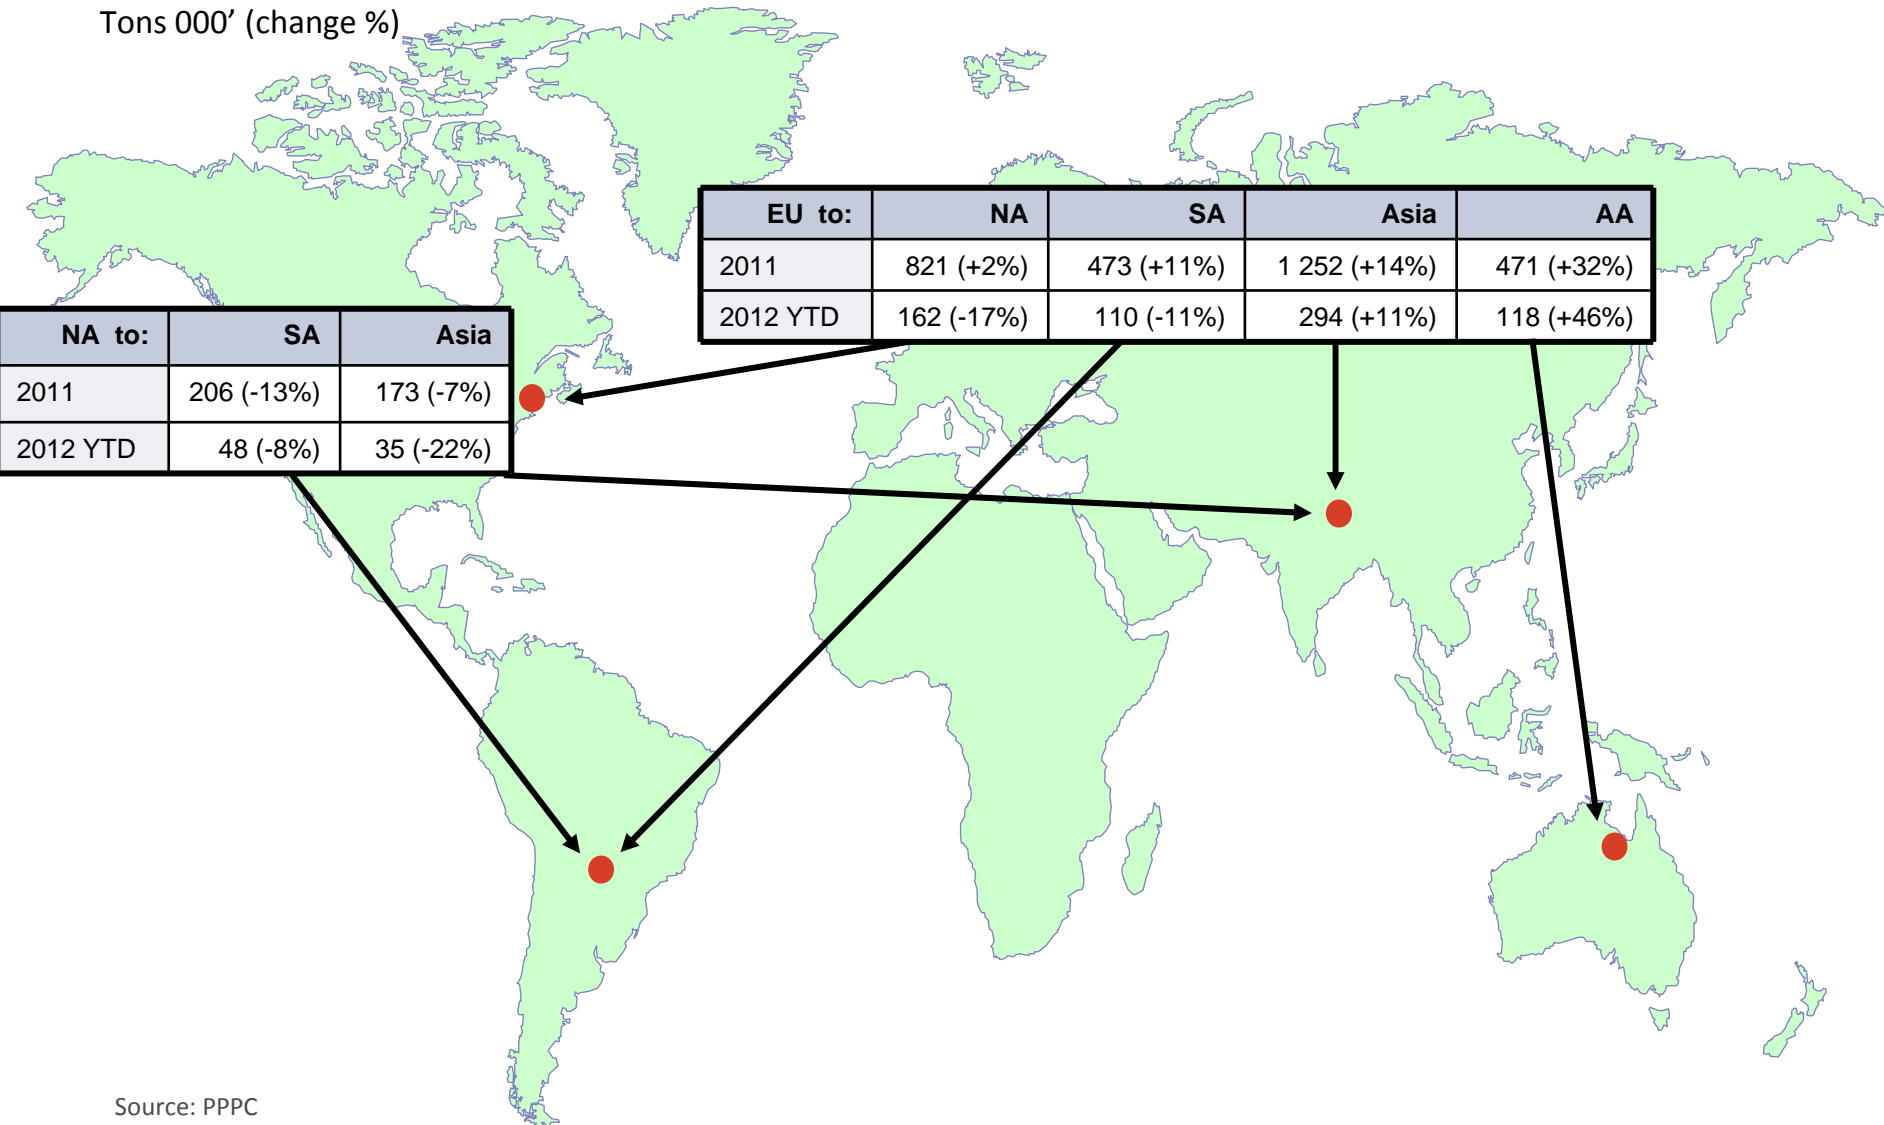 Tons 000’ (change %)
EU to: NA SA Asia AA
2011 821 (+2%) 473 (+11%) 1 252 (+14%) 471 (+32%)
2012 YTD 162 (-17%) 110 (-11%) 294 (+11%) 118 (+46%)
NA to: SA Asia
2011 206 (-13%) 173 (-7%)
2012 YTD 48 (-8%) 35 (-22%)
Source: PPPC